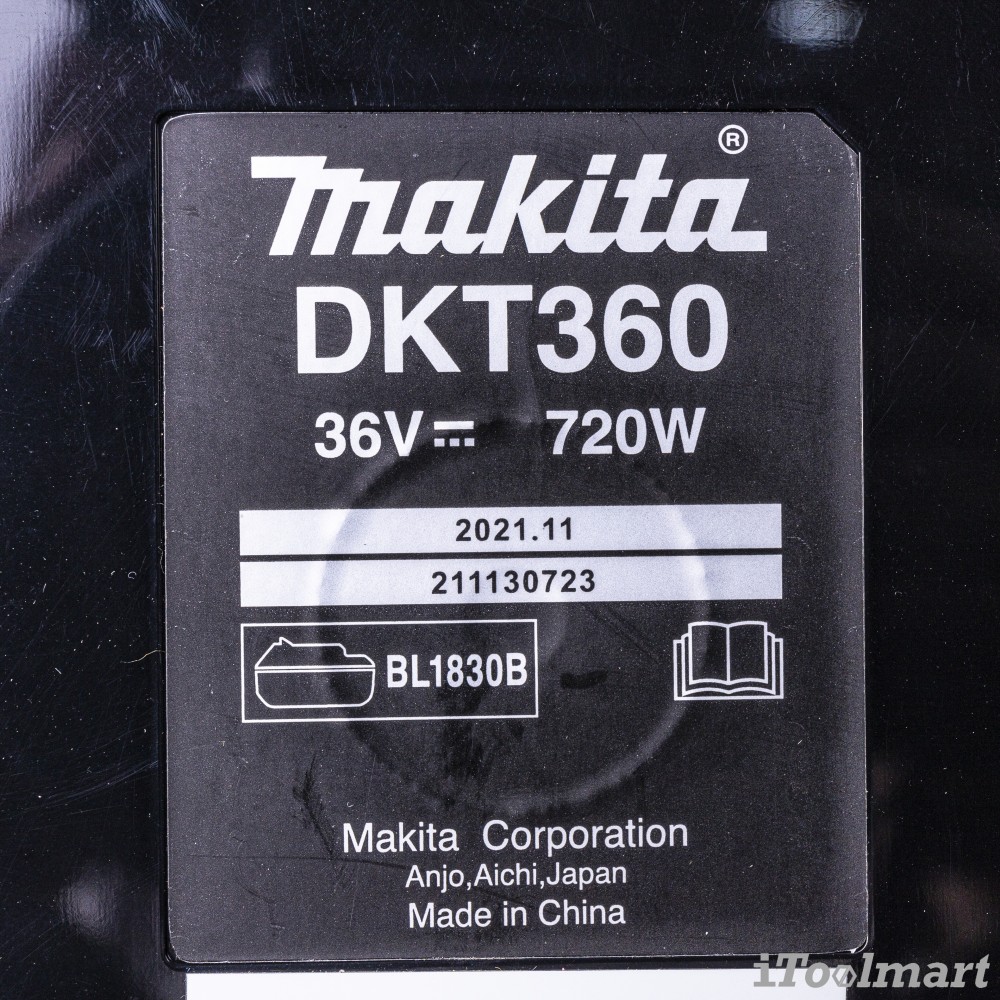 makita®
DKT360
36V⎓ 720W
2021.11
211130723
BL1830B
Makita Corporation
Anjo,Aichi,Japan
Made in China
iToolmart